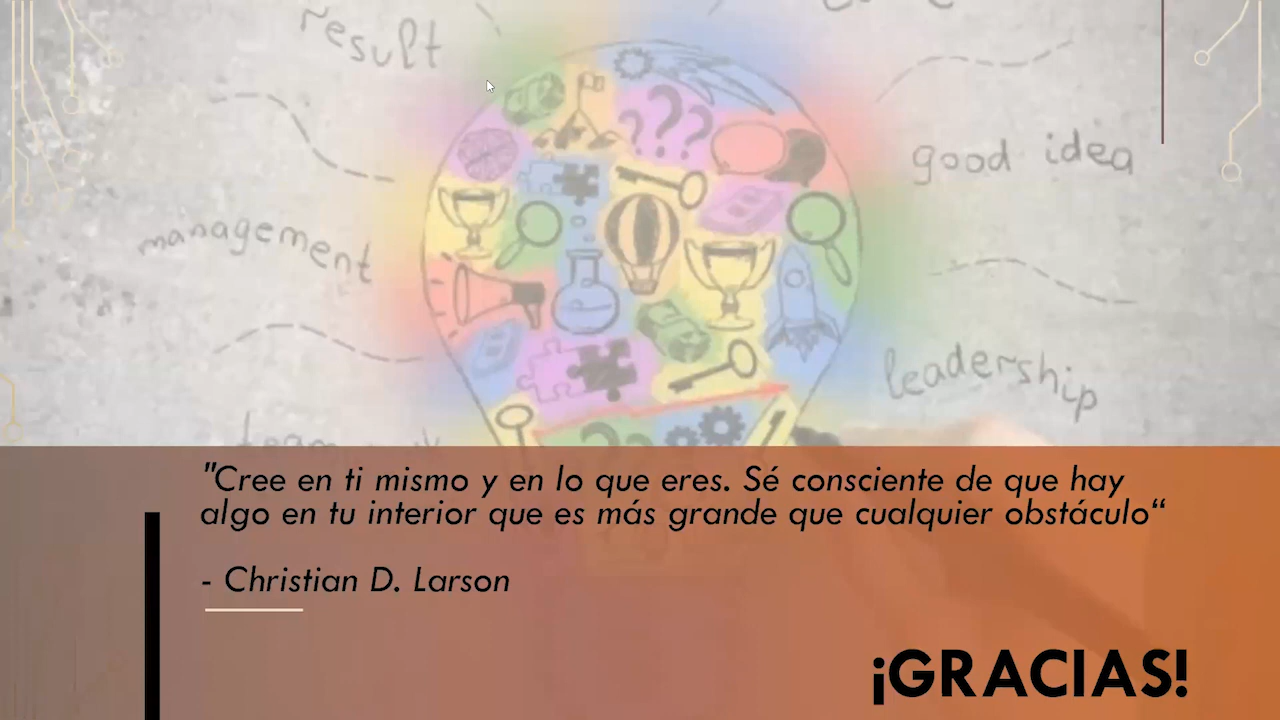 result
good idea
management
leadership
"Cree en ti mismo y en lo que eres. Sé consciente de que hay
algo en tu interior que es más grande que cualquier obstáculo“
- Christian D. Larson
¡GRACIAS!